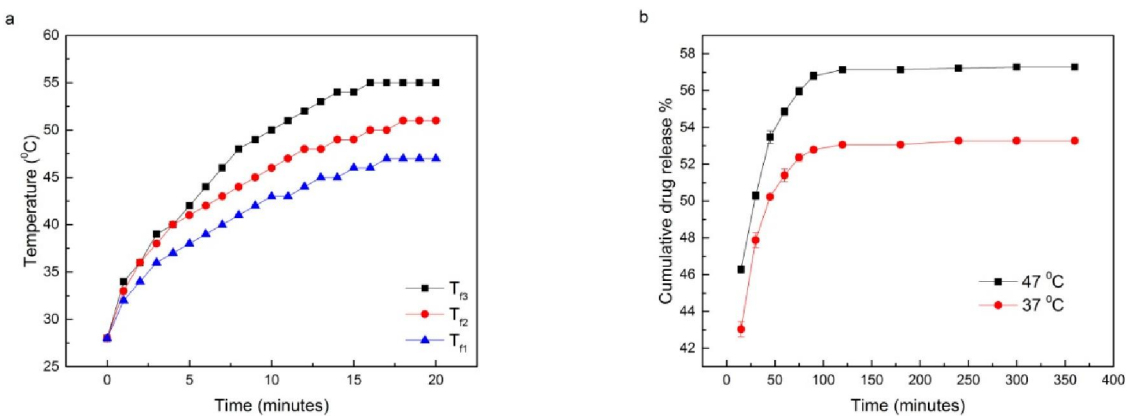 a
60
55
50
45
40
35
30
25
Temperature (⁰C)
0 5 10 15 20
Time (minutes)
Tf3
Tf2
Tf1
b
58
56
54
52
50
48
46
44
42
Cumulative drug release %
0 50 100 150 200 250 300 350 400
Time (minutes)
47 ⁰C
37 ⁰C